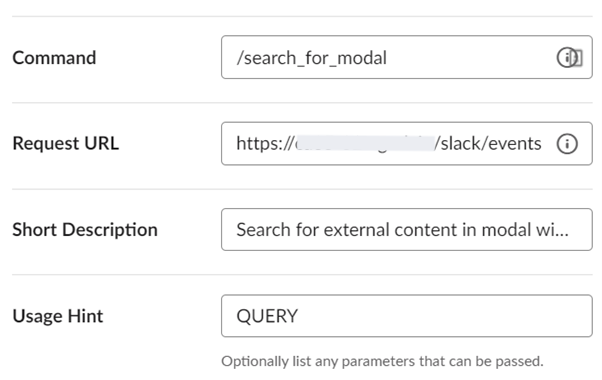 Command
/search_for_modal
Request URL
https:// /slack/events
Short Description
Search for external content in modal wi...
Usage Hint
QUERY
Optionally list any parameters that can be passed.